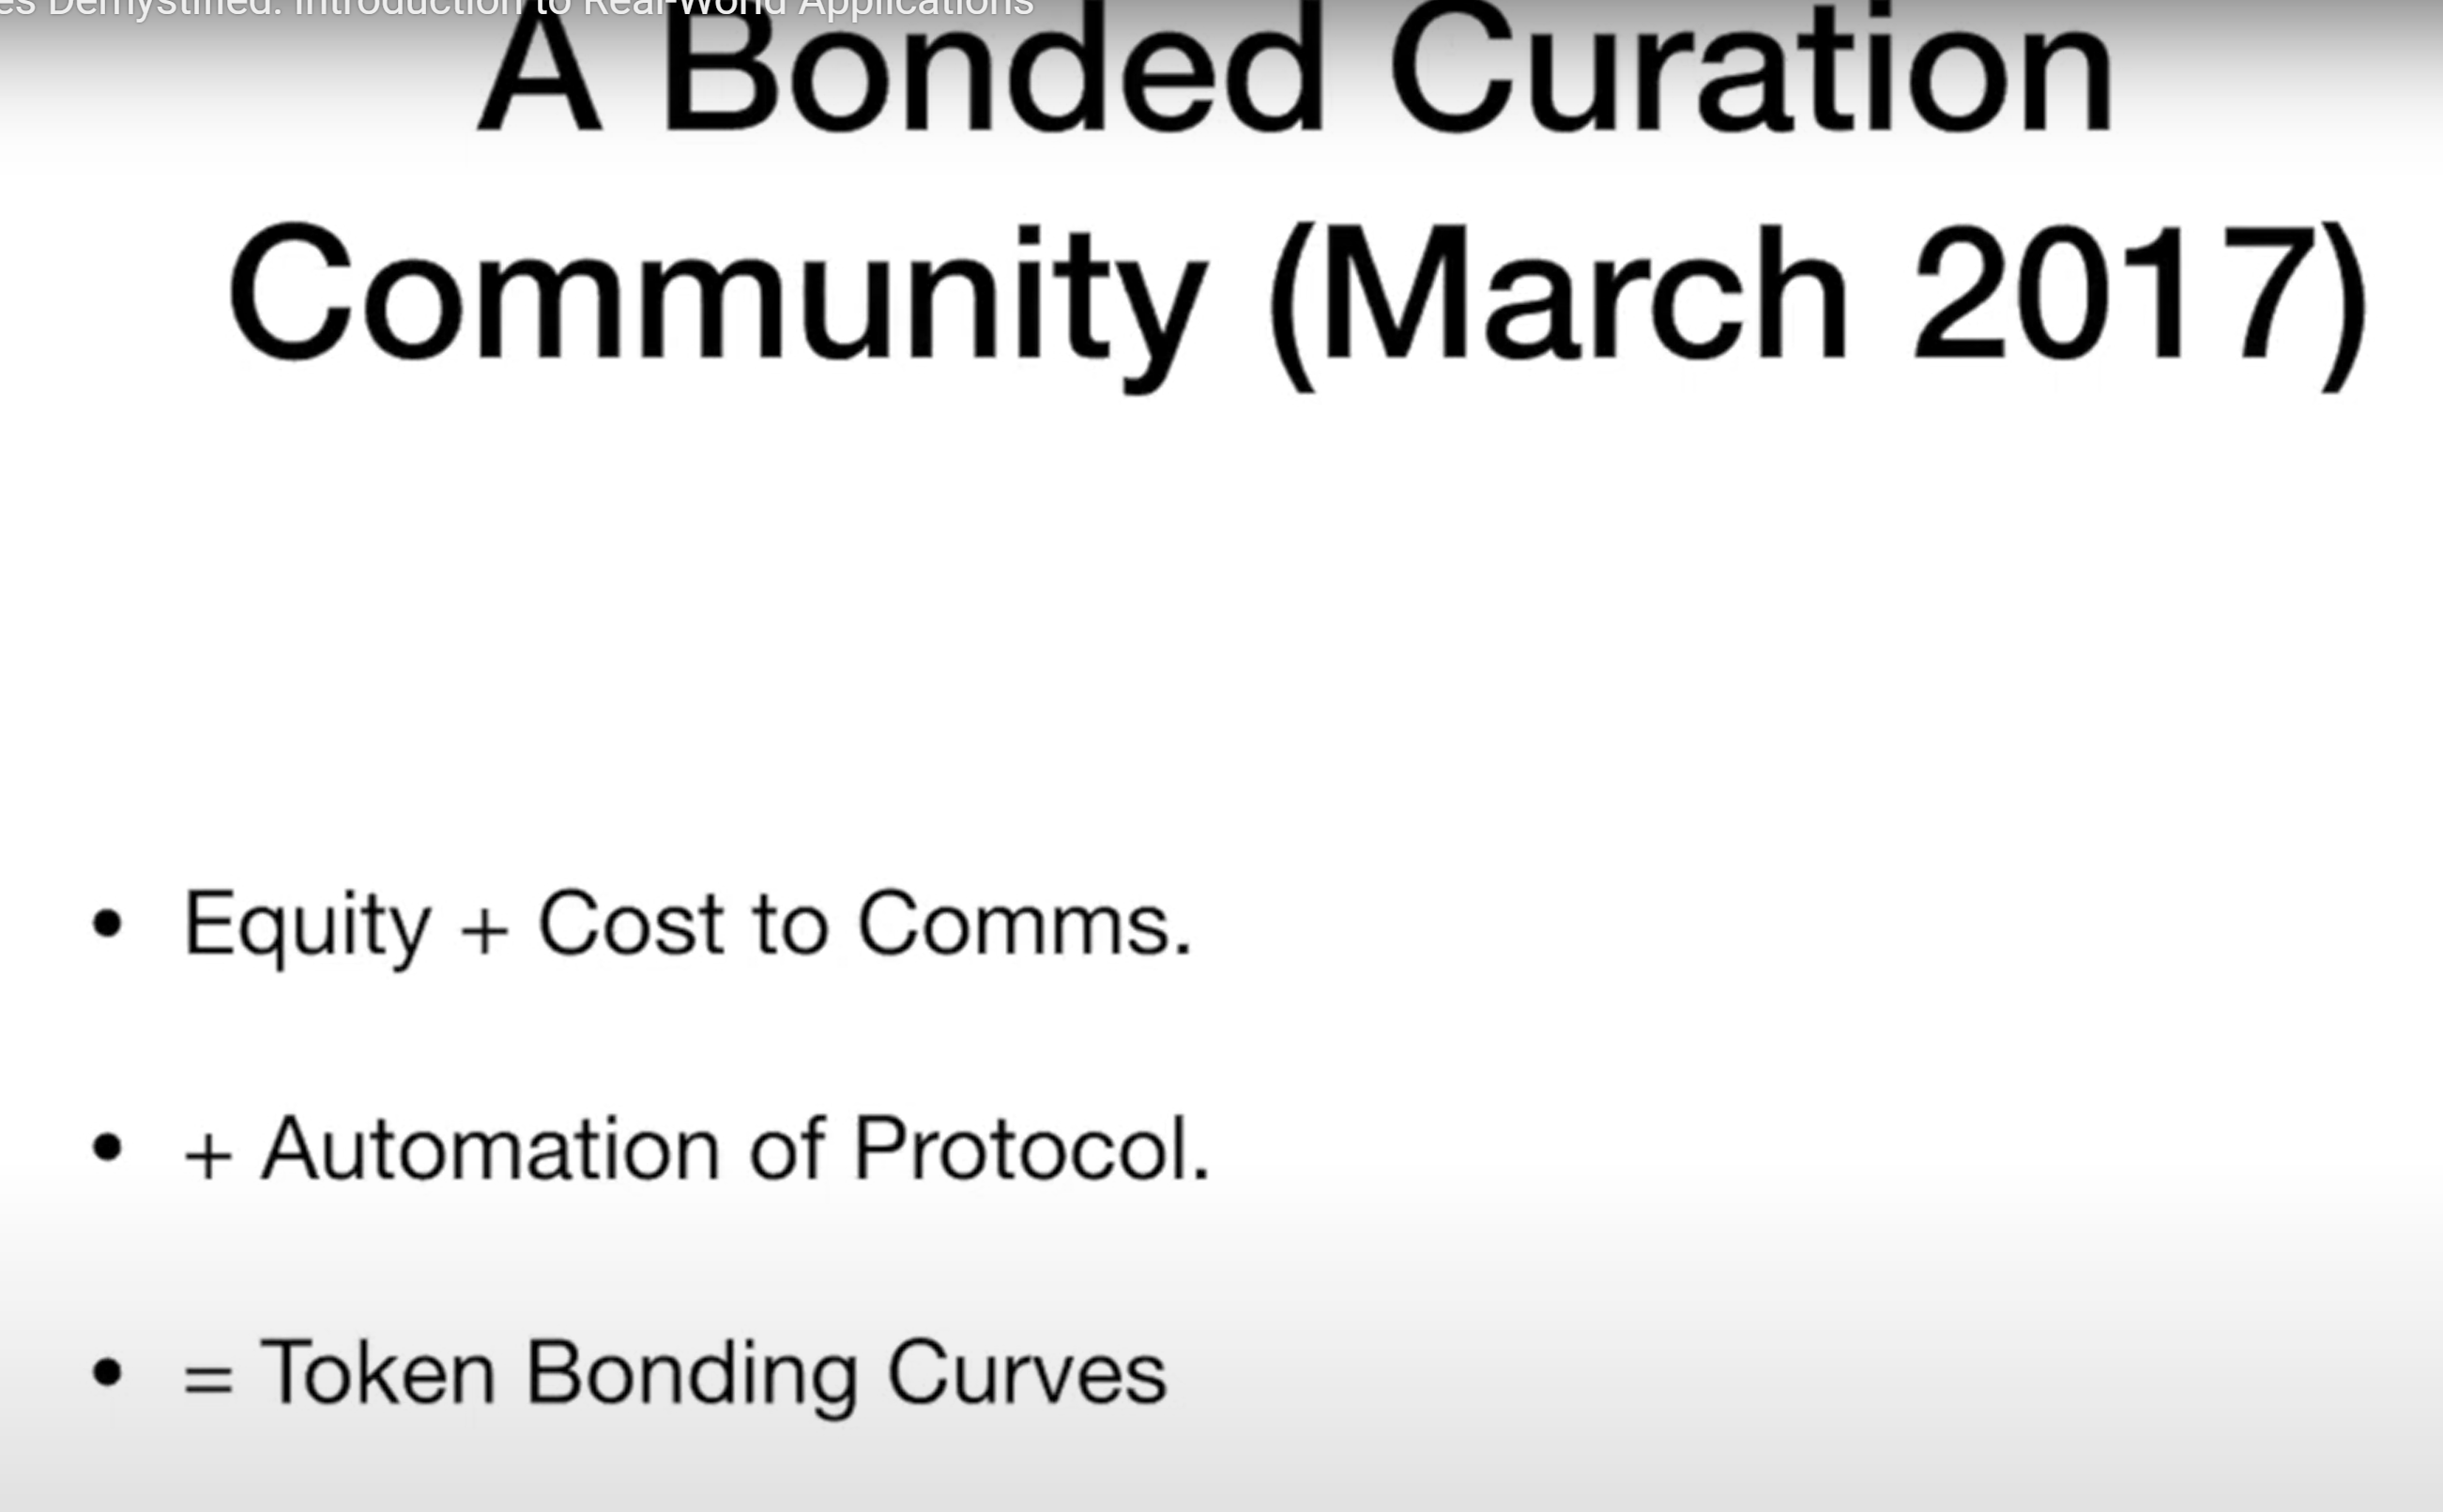 es Demystified: Introduction to Real-World Applications
A Bonded Curation
Community (March 2017)
• Equity + Cost to Comms.
• + Automation of Protocol.
• = Token Bonding Curves